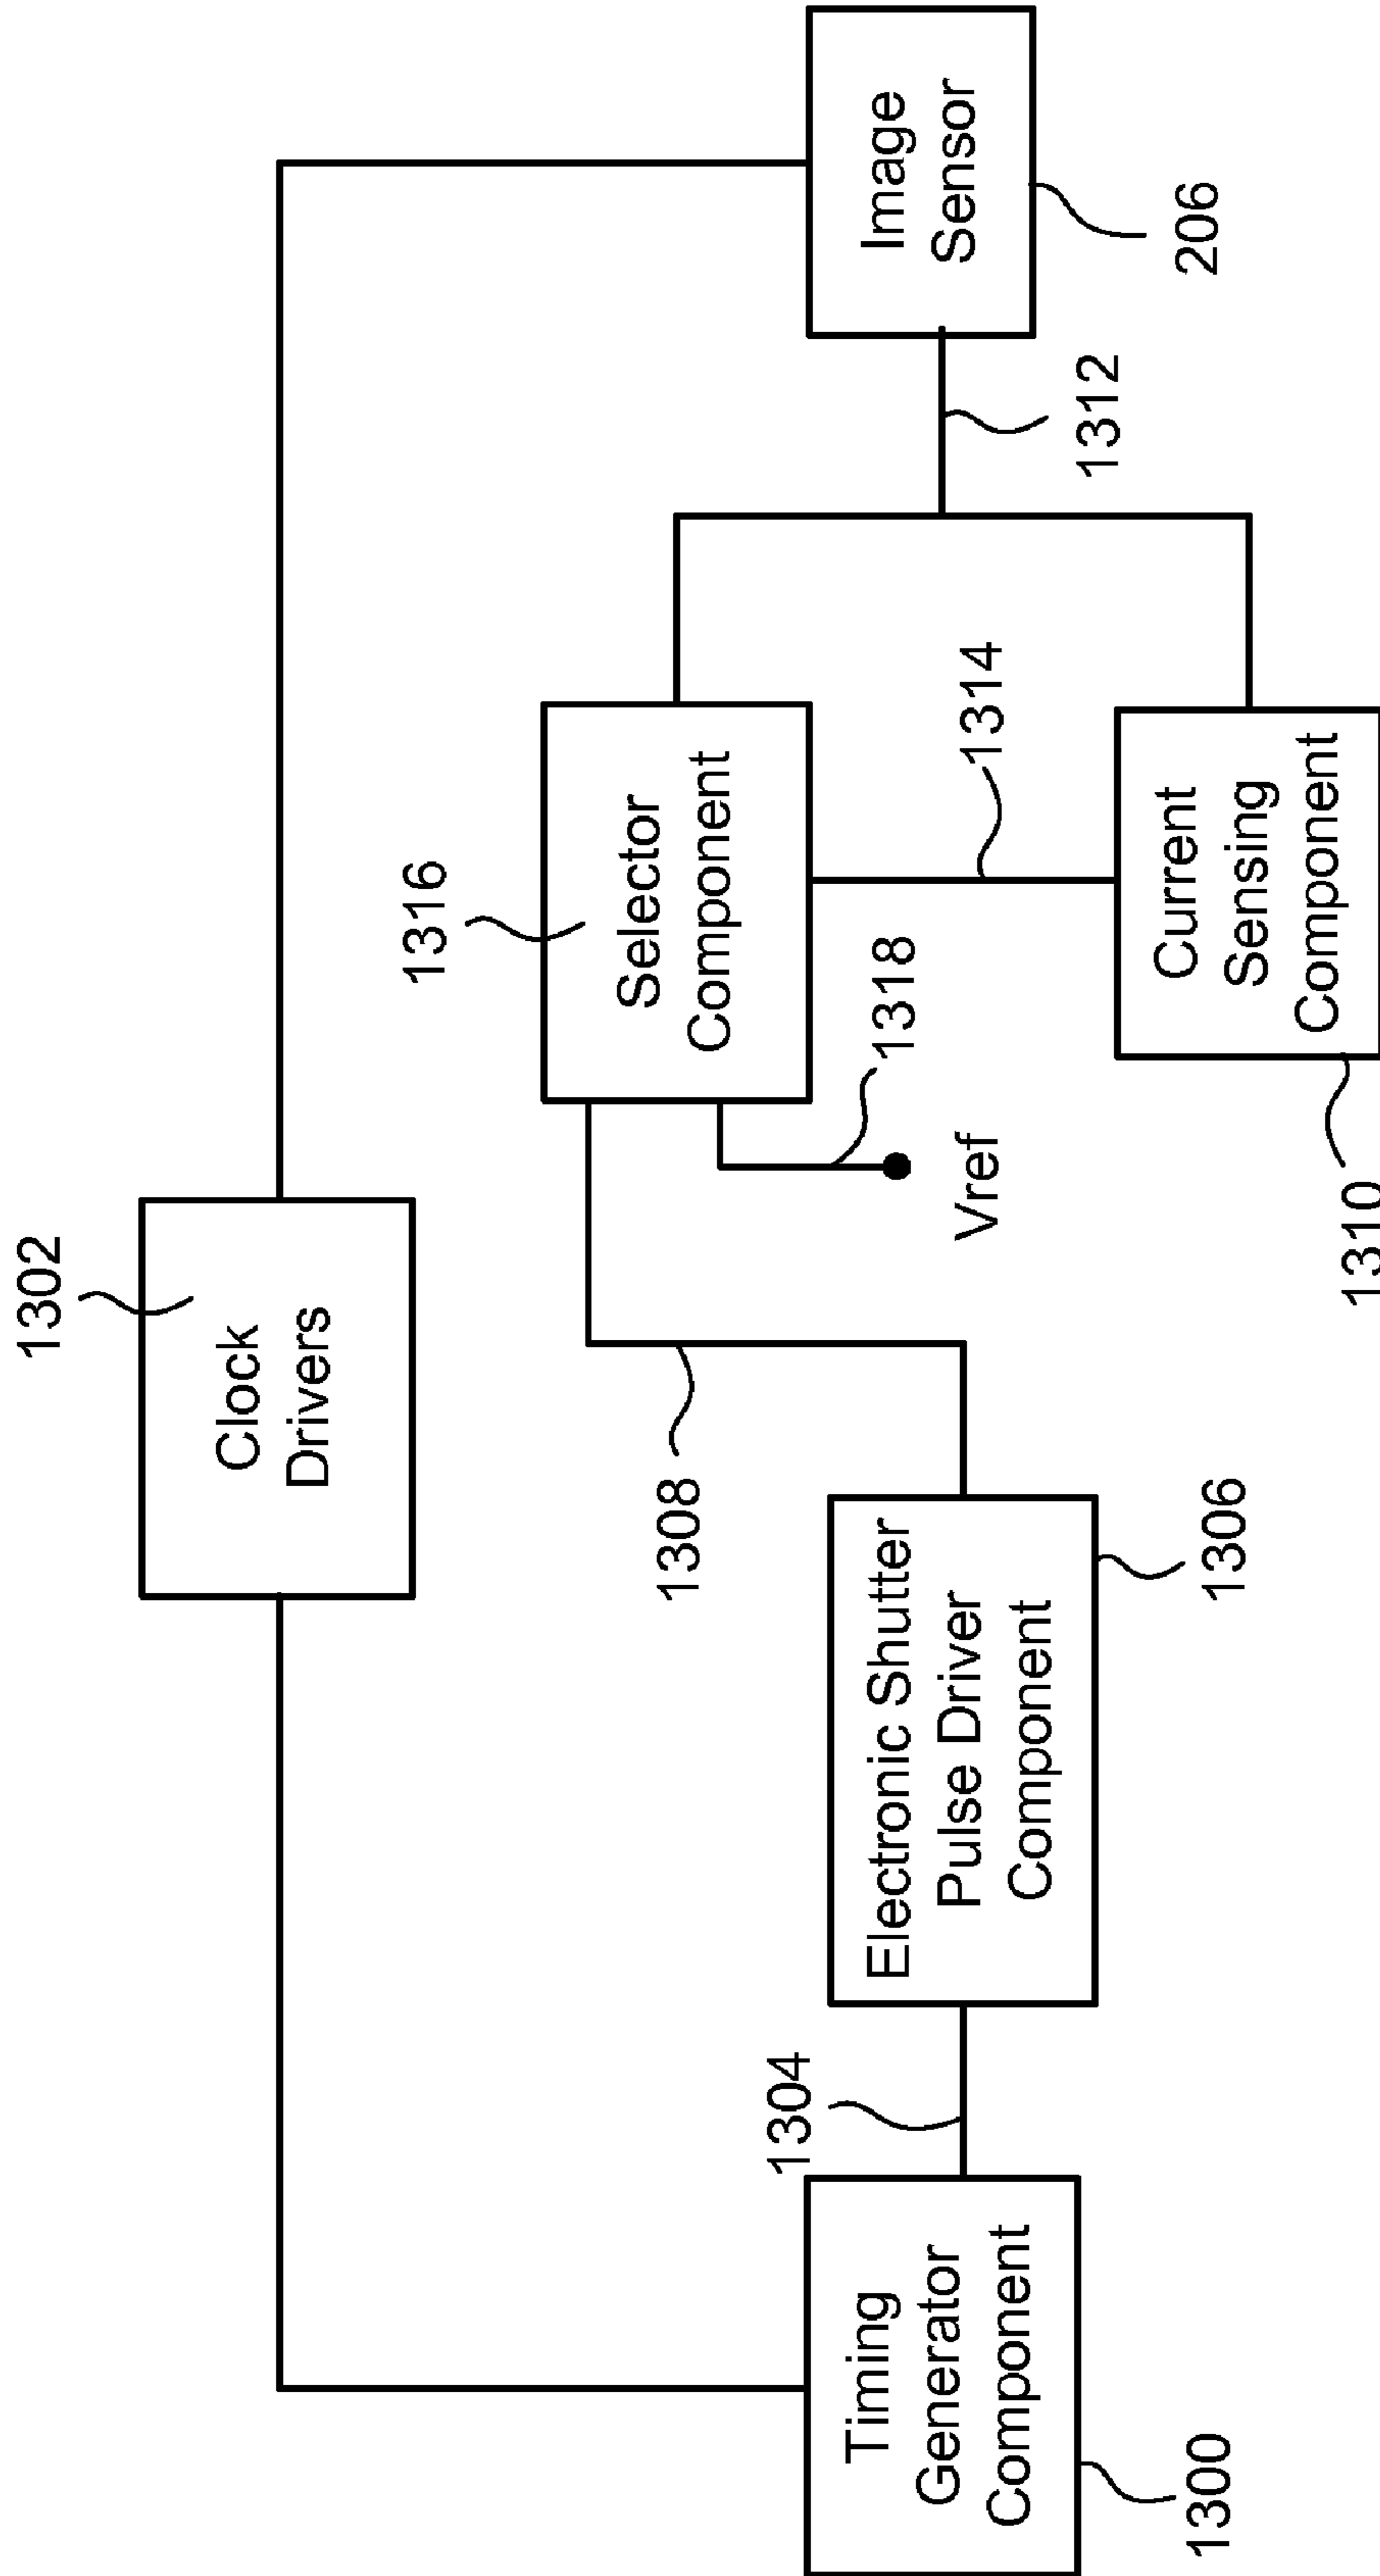 1302
Clock
Drivers
1316
Selector
Component
1308
1318
Vref
1314
1312
Image
Sensor
206
1304
Timing
Generator
Component
1300
Electronic Shutter
Pulse Driver
Component
1306
Current
Sensing
Component
1310